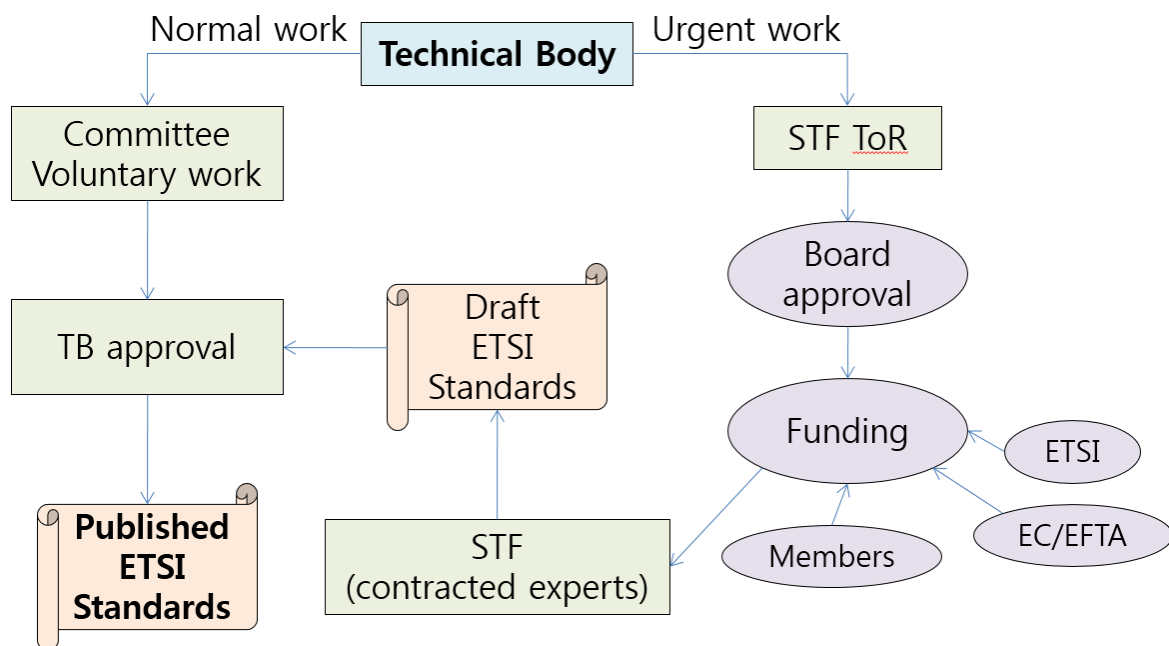 Normal work
Technical Body
Urgent work
Committee
Voluntary work
STF ToR
Board
approval
TB approval
Draft
ETSI
Standards
Funding
ETSI
EC/EFTA
Members
STF
(contracted experts)
Published
ETSI
Standards